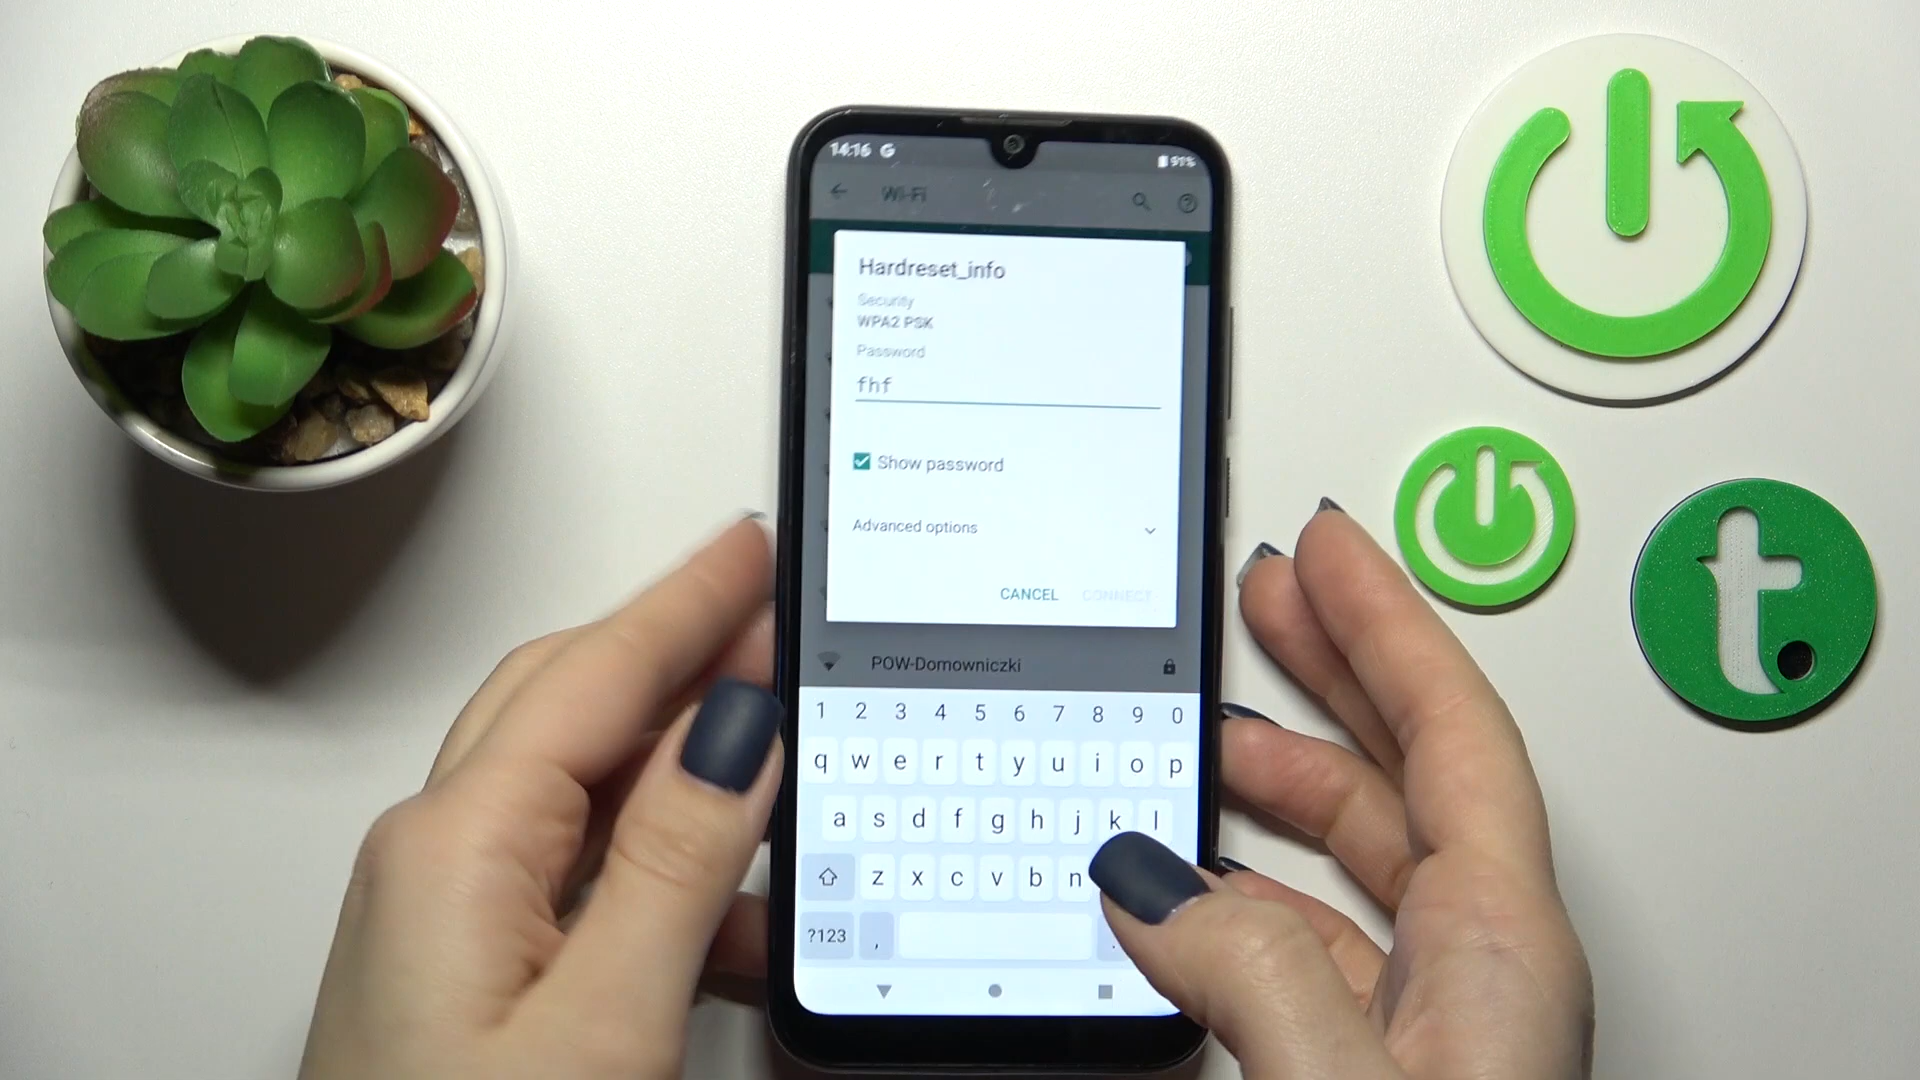 14:16 G 91%
Wi-Fi
Hardreset_info
Security
WPA2 PSK
Password
fhf
Show password
Advanced options
CANCEL CONNECT
POW-Domowniczki
1 2 3 4 5 6 7 8 9 0
q w e r t y u i o p
a s d f g h j k l
z x c v b n
?123 , .
t.